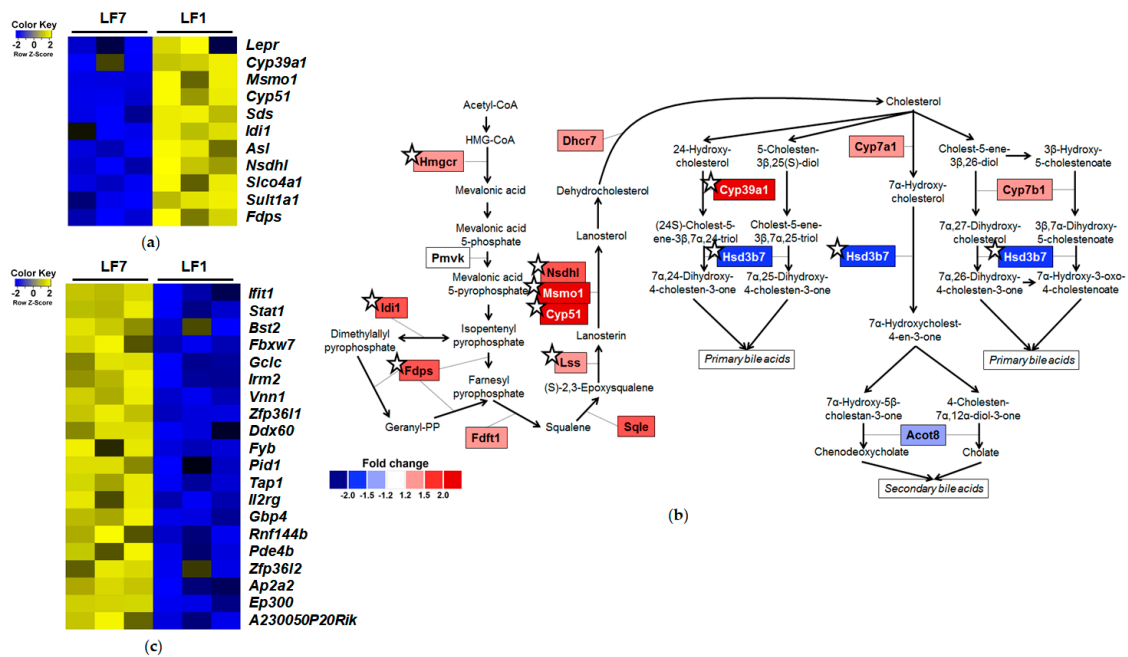 Color Key
-2 0 2
Row Z-Score
LF7
LF1
Lepr
Cyp39a1
Msmo1
Cyp51
Sds
Idi1
Asl
Nsdhl
Slco4a1
Sult1a1
Fdps
(a)
Color Key
-2 0 2
Row Z-Score
LF7
LF1
Ifit1
Stat1
Bst2
Fbxw7
Gclc
Irm2
Vnn1
Zfp36l1
Ddx60
Fyb
Pid1
Tap1
Il2rg
Gbp4
Rnf144b
Pde4b
Zfp36l2
Ap2a2
Ep300
A230050P20Rik
(c)
Acetyl-CoA
HMG-CoA
Hmgcr
Mevalonic acid
Mevalonic acid
5-phosphate
Pmvk
Mevalonic acid
5-pyrophosphate
Idi1
Dimethylallyl
pyrophosphate
Isopentenyl
pyrophosphate
Fdps
Farnesyl
pyrophosphate
Geranyl-PP
Fdft1
Squalene
Sqle
(S)-2,3-Epoxysqualene
Lss
Lanosterin
Nsdhl
Msmo1
Cyp51
Lanosterol
Dehydrocholesterol
Dhcr7
Cholesterol
24-Hydroxy-
cholesterol
5-Cholesten-
3β,25(S)-diol
Cyp39a1
(24S)-Cholest-5-
ene-3β,7α,24-triol
Cholest-5-ene-
3β,7α,25-triol
Hsd3b7
7α,24-Dihydroxy-
4-cholesten-3-one
7α,25-Dihydroxy-
4-cholesten-3-one
Primary bile acids
Cyp7a1
7α-Hydroxy-
cholesterol
Hsd3b7
7α-Hydroxycholest-
4-en-3-one
7α-Hydroxy-5β-
cholestan-3-one
4-Cholesten-
7α,12α-diol-3-one
Acot8
Chenodeoxycholate
Cholate
Secondary bile acids
Cholest-5-ene-
3β,26-diol
3β-Hydroxy-
5-cholestenoate
Cyp7b1
7α,27-Dihydroxy-
cholesterol
3β,7α-Dihydroxy-
5-cholestenoate
Hsd3b7
7α,26-Dihydroxy-
4-cholesten-3-one
7α-Hydroxy-3-oxo-
4-cholestenoate
Primary bile acids
Fold change
-2.0 -1.5 -1.2 1.2 1.5 2.0
(b)